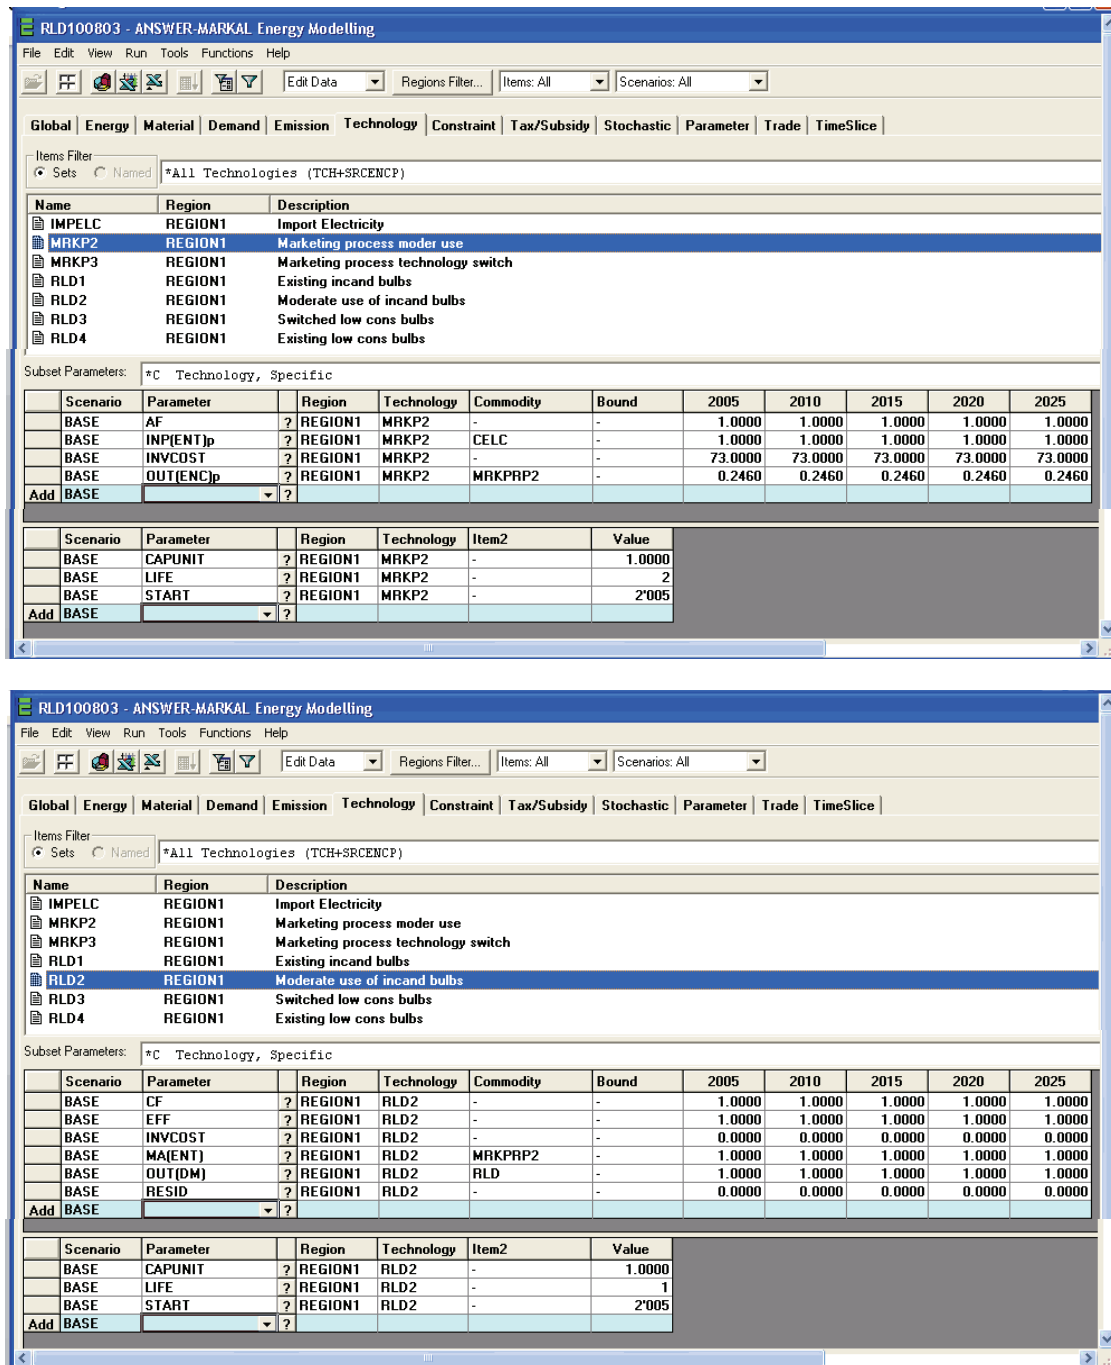 RLD100803 - ANSWER-MARKAL Energy Modelling
File Edit View Run Tools Functions Help
Edit Data Regions Filter... Items: All Scenarios: All
Global Energy Material Demand Emission Technology Constraint Tax/Subsidy Stochastic Parameter Trade TimeSlice
Items Filter
Sets Named *All Technologies (TCH+SRCENCP)
Name Region Description
IMPELC REGION1 Import Electricity
MRKP2 REGION1 Marketing process moder use
MRKP3 REGION1 Marketing process technology switch
RLD1 REGION1 Existing incand bulbs
RLD2 REGION1 Moderate use of incand bulbs
RLD3 REGION1 Switched low cons bulbs
RLD4 REGION1 Existing low cons bulbs
Subset Parameters: *C Technology, Specific
Scenario Parameter Region Technology Commodity Bound 2005 2010 2015 2020 2025
BASE AF ? REGION1 MRKP2 - - 1.0000 1.0000 1.0000 1.0000 1.0000
BASE INP(ENT)p ? REGION1 MRKP2 CELC - 1.0000 1.0000 1.0000 1.0000 1.0000
BASE INVCOST ? REGION1 MRKP2 - - 73.0000 73.0000 73.0000 73.0000 73.0000
BASE OUT(ENC)p ? REGION1 MRKP2 MRKPRP2 - 0.2460 0.2460 0.2460 0.2460 0.2460
Add BASE ?
Scenario Parameter Region Technology Item2 Value
BASE CAPUNIT ? REGION1 MRKP2 - 1.0000
BASE LIFE ? REGION1 MRKP2 - 2
BASE START ? REGION1 MRKP2 - 2'005
Add BASE ?
RLD100803 - ANSWER-MARKAL Energy Modelling
File Edit View Run Tools Functions Help
Edit Data Regions Filter... Items: All Scenarios: All
Global Energy Material Demand Emission Technology Constraint Tax/Subsidy Stochastic Parameter Trade TimeSlice
Items Filter
Sets Named *All Technologies (TCH+SRCENCP)
Name Region Description
IMPELC REGION1 Import Electricity
MRKP2 REGION1 Marketing process moder use
MRKP3 REGION1 Marketing process technology switch
RLD1 REGION1 Existing incand bulbs
RLD2 REGION1 Moderate use of incand bulbs
RLD3 REGION1 Switched low cons bulbs
RLD4 REGION1 Existing low cons bulbs
Subset Parameters: *C Technology, Specific
Scenario Parameter Region Technology Commodity Bound 2005 2010 2015 2020 2025
BASE CF ? REGION1 RLD2 - - 1.0000 1.0000 1.0000 1.0000 1.0000
BASE EFF ? REGION1 RLD2 - - 1.0000 1.0000 1.0000 1.0000 1.0000
BASE INVCOST ? REGION1 RLD2 - - 0.0000 0.0000 0.0000 0.0000 0.0000
BASE MA(ENT) ? REGION1 RLD2 MRKPRP2 - 1.0000 1.0000 1.0000 1.0000 1.0000
BASE OUT(DM) ? REGION1 RLD2 RLD - 1.0000 1.0000 1.0000 1.0000 1.0000
BASE RESID ? REGION1 RLD2 - - 0.0000 0.0000 0.0000 0.0000 0.0000
Add BASE ?
Scenario Parameter Region Technology Item2 Value
BASE CAPUNIT ? REGION1 RLD2 - 1.0000
BASE LIFE ? REGION1 RLD2 - 1
BASE START ? REGION1 RLD2 - 2'005
Add BASE ?